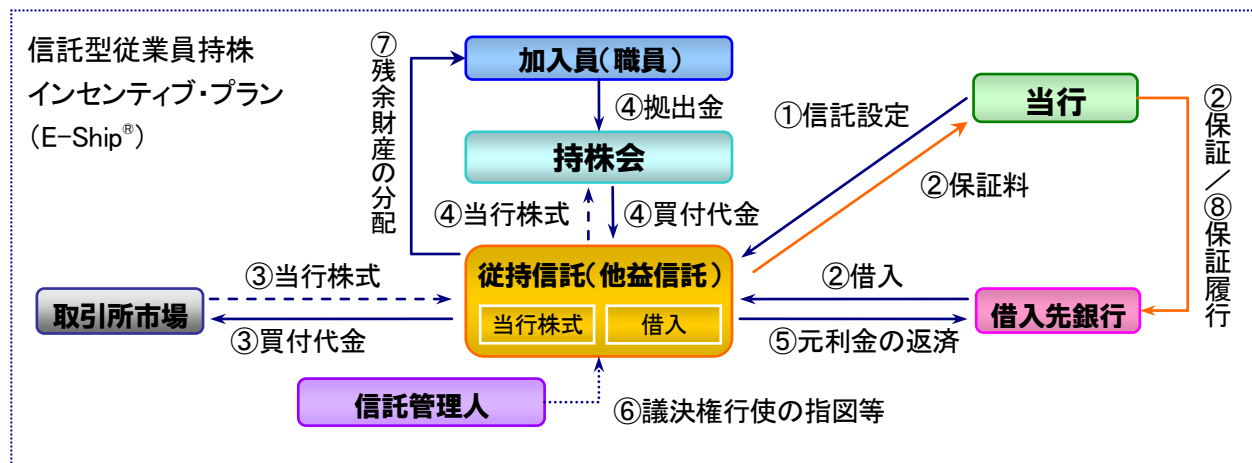 信託型従業員持株
インセンティブ・プラン
(E-Ship®)
⑦残余財産の分配
加入員(職員)
④拠出金
持株会
④当行株式
④買付代金
①信託設定
当行
②保証料
②保証／⑧保証履行
従持信託(他益信託)
当行株式
借入
③当行株式
取引所市場
③買付代金
②借入
借入先銀行
⑤元利金の返済
信託管理人
⑥議決権行使の指図等